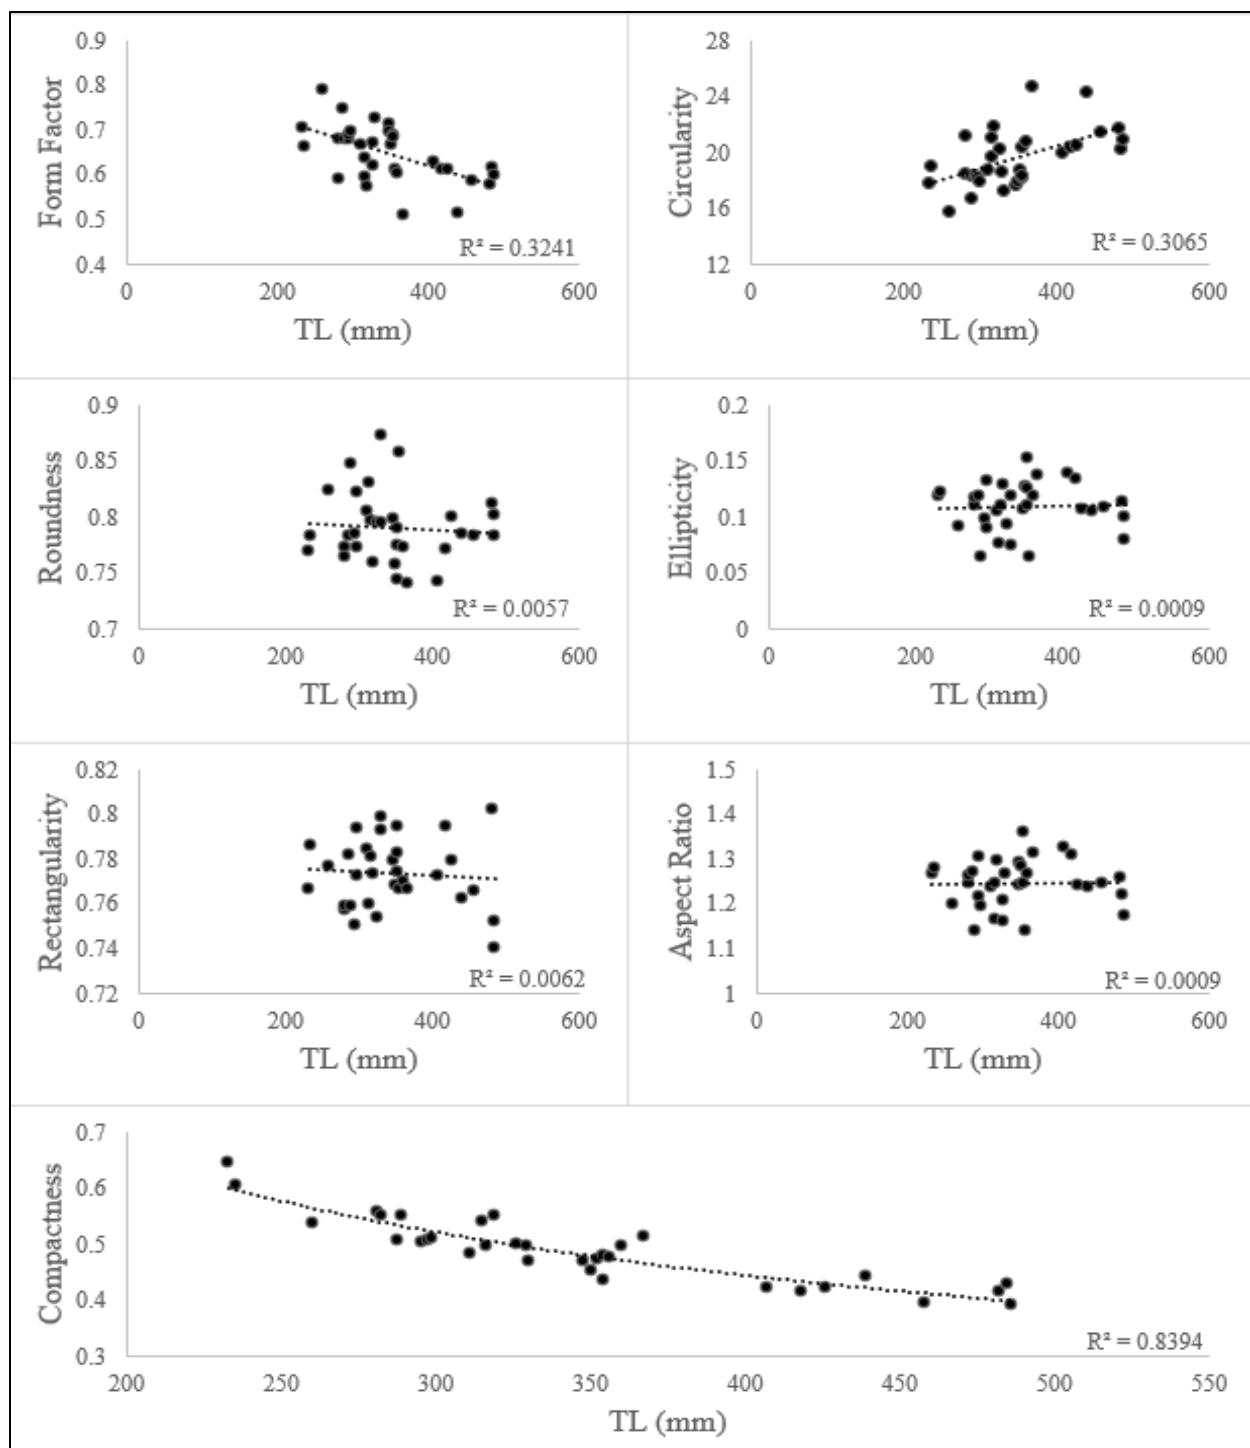 Form Factor
0.9
0.8
0.7
0.6
0.5
0.4
R² = 0.3241
0 200 400 600
TL (mm)
Circularity
28
24
20
16
12
R² = 0.3065
0 200 400 600
TL (mm)
Roundness
0.9
0.85
0.8
0.75
0.7
R² = 0.0057
0 200 400 600
TL (mm)
Ellipticity
0.2
0.15
0.1
0.05
0
R² = 0.0009
0 200 400 600
TL (mm)
Rectangularity
0.82
0.8
0.78
0.76
0.74
0.72
R² = 0.0062
0 200 400 600
TL (mm)
Aspect Ratio
1.5
1.4
1.3
1.2
1.1
1
R² = 0.0009
0 200 400 600
TL (mm)
Compactness
0.7
0.6
0.5
0.4
0.3
R² = 0.8394
200 250 300 350 400 450 500 550
TL (mm)